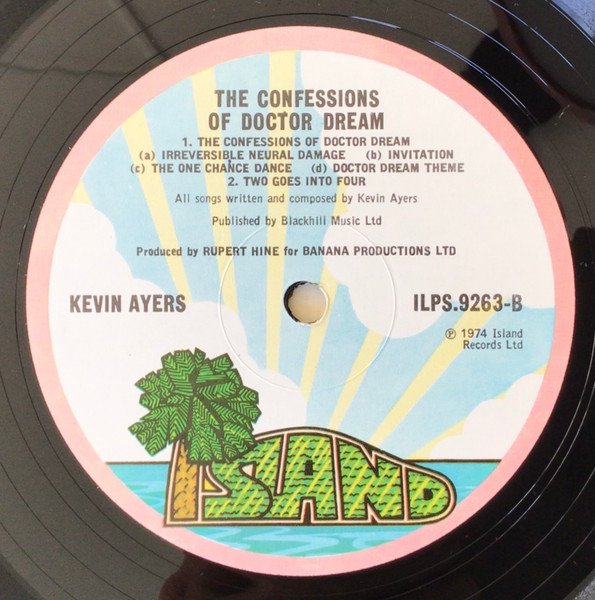 THE CONFESSIONS
OF DOCTOR DREAM
1. THE CONFESSIONS OF DOCTOR DREAM
(a) IRREVERSIBLE NEURAL DAMAGE (b) INVITATION
(c) THE ONE CHANCE DANCE (d) DOCTOR DREAM THEME
2. TWO GOES INTO FOUR
All songs written and composed by Kevin Ayers
Published by Blackhill Music Ltd
Produced by RUPERT HINE for BANANA PRODUCTIONS LTD
KEVIN AYERS
ILPS.9263-B
℗ 1974 Island
Records Ltd
ISLAND